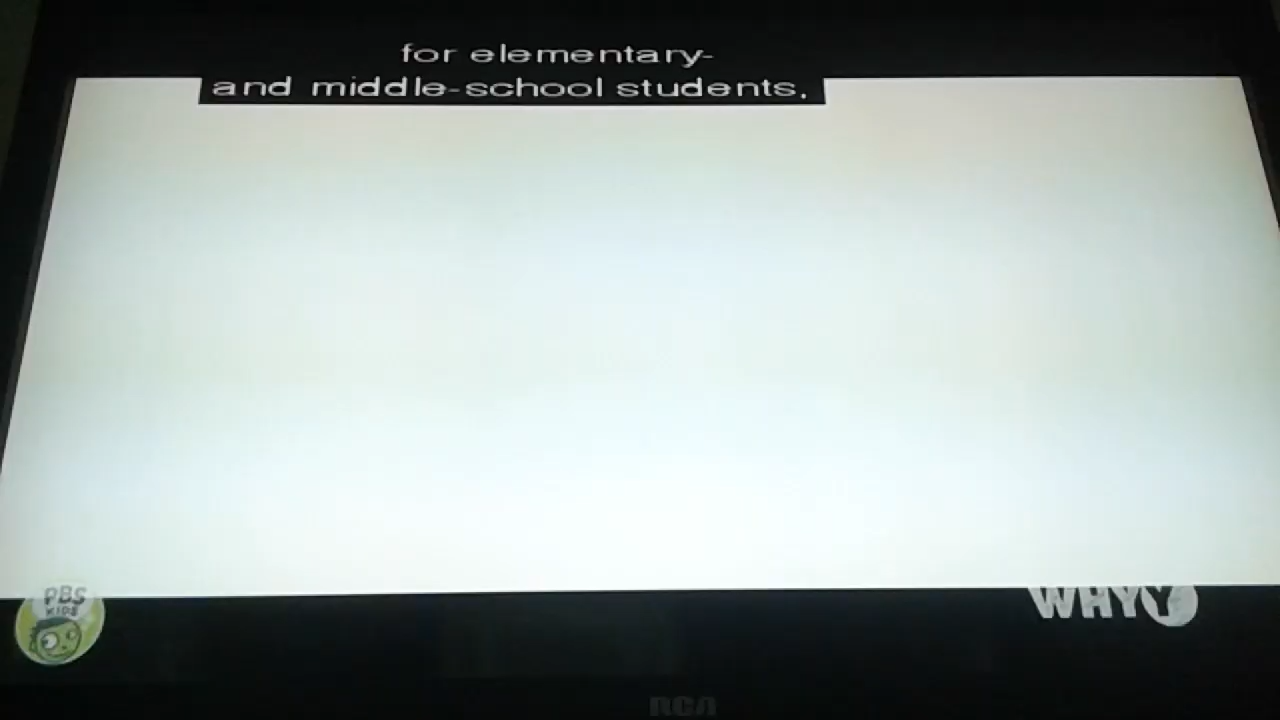 for elementary-
and middle-school students,
PBS
KIDS
WHYY
RCA